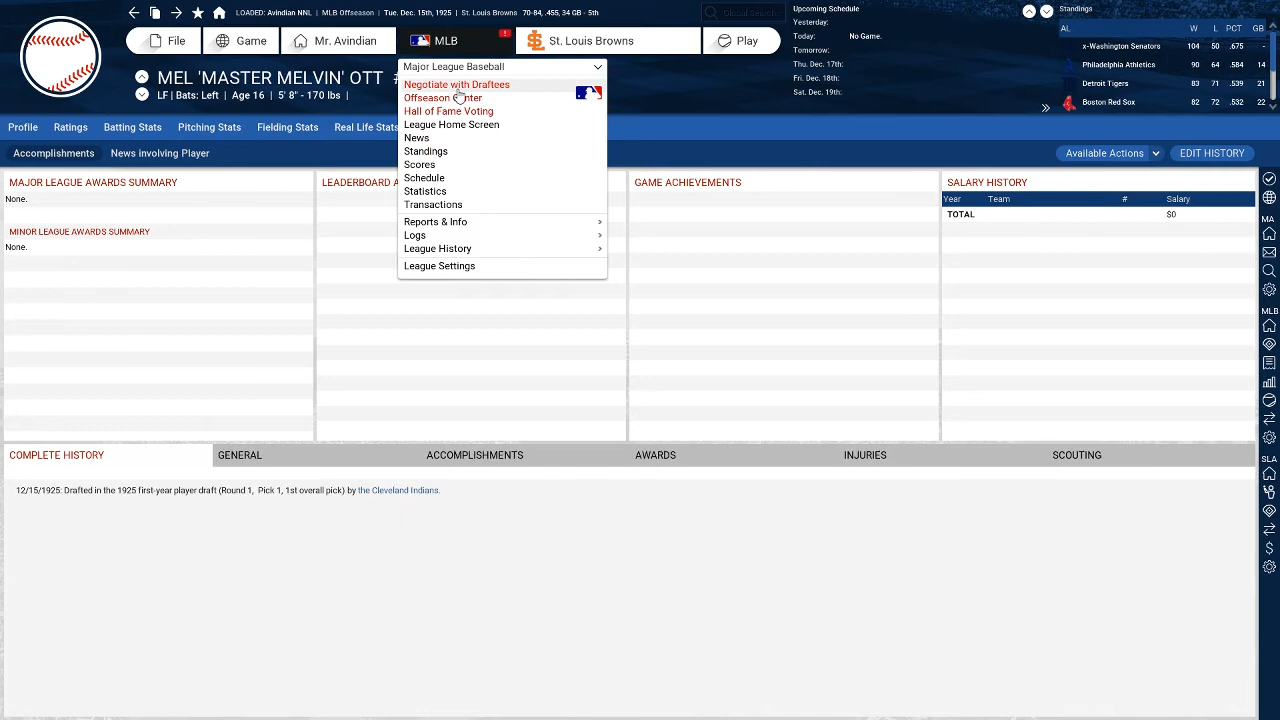 LOADED: Avindian NNL | MLB Offseason | Tue. Dec. 15th, 1925 | St. Louis Browns 70-84, .455, 34 GB - 5th
Global Search
File
Game
Mr. Avindian
MLB
!
St. Louis Browns
Play
Upcoming Schedule
Yesterday:
Today: No Game.
Tomorrow:
Thu. Dec. 17th:
Fri. Dec. 18th:
Sat. Dec. 19th:
Standings
AL W L PCT GB
x-Washington Senators 104 50 .675 -
Philadelphia Athletics 90 64 .584 14
Detroit Tigers 83 71 .539 21
Boston Red Sox 82 72 .532 22
MEL 'MASTER MELVIN' OTT #
LF | Bats: Left | Age 16 | 5' 8" - 170 lbs |
Major League Baseball
Negotiate with Draftees
Offseason Center
Hall of Fame Voting
League Home Screen
News
Standings
Scores
Schedule
Statistics
Transactions
Reports & Info
Logs
League History
League Settings
Profile Ratings Batting Stats Pitching Stats Fielding Stats Real Life Stats
Accomplishments News involving Player
Available Actions
EDIT HISTORY
MAJOR LEAGUE AWARDS SUMMARY
None.
MINOR LEAGUE AWARDS SUMMARY
None.
LEADERBOARD A
GAME ACHIEVEMENTS
SALARY HISTORY
Year Team # Salary
TOTAL $0
COMPLETE HISTORY GENERAL ACCOMPLISHMENTS AWARDS INJURIES SCOUTING
12/15/1925: Drafted in the 1925 first-year player draft (Round 1, Pick 1, 1st overall pick) by the Cleveland Indians.
MA
MLB
SLA